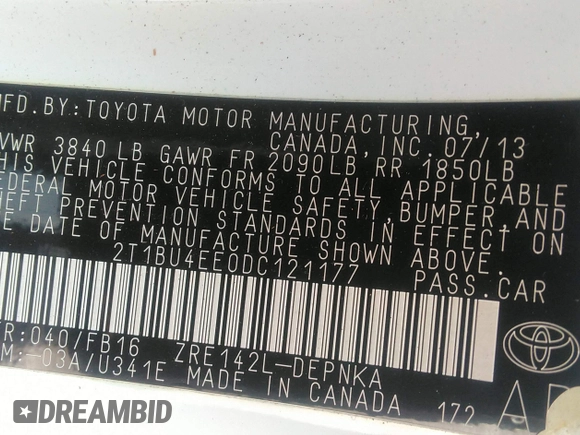 MFD. BY: TOYOTA MOTOR MANUFACTURING,
CANADA, INC. 07/13
VWR 3840 LB GAWR FR 2090LB RR 1850LB
HIS VEHICLE CONFORMS TO ALL APPLICABLE
EDERAL MOTOR VEHICLE SAFETY, BUMPER AND
EFT PREVENTION STANDARDS IN EFFECT ON
E DATE OF MANUFACTURE SHOWN ABOVE.
2T1BU4EE0DC121177 PASS. CAR
R: 040/FB16 ZRE142L-DEPNKA
M: -03A/U341E MADE IN CANADA 172
TOYOTA
DREAMBID